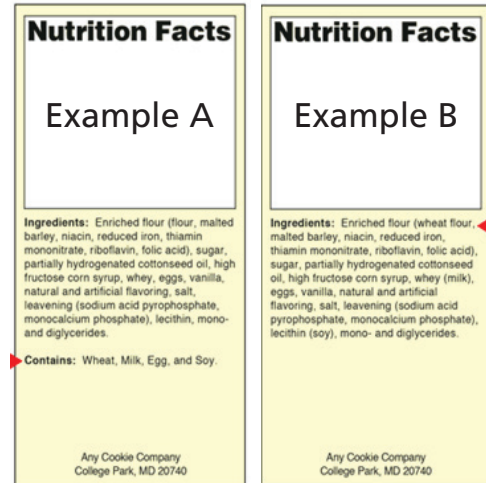 Nutrition Facts
Example A
Ingredients: Enriched flour (flour, malted
barley, niacin, reduced iron, thiamin
mononitrate, riboflavin, folic acid), sugar,
partially hydrogenated cottonseed oil, high
fructose corn syrup, whey, eggs, vanilla,
natural and artificial flavoring, salt,
leavening (sodium acid pyrophosphate,
monocalcium phosphate), lecithin, mono-
and diglycerides.
Contains: Wheat, Milk, Egg, and Soy.
Any Cookie Company
College Park, MD 20740
Nutrition Facts
Example B
Ingredients: Enriched flour (wheat flour,
malted barley, niacin, reduced iron,
thiamin mononitrate, riboflavin, folic acid),
sugar, partially hydrogenated cottonseed
oil, high fructose corn syrup, whey (milk),
eggs, vanilla, natural and artificial
flavoring, salt, leavening (sodium acid
pyrophosphate, monocalcium phosphate),
lecithin (soy), mono- and diglycerides.
Any Cookie Company
College Park, MD 20740